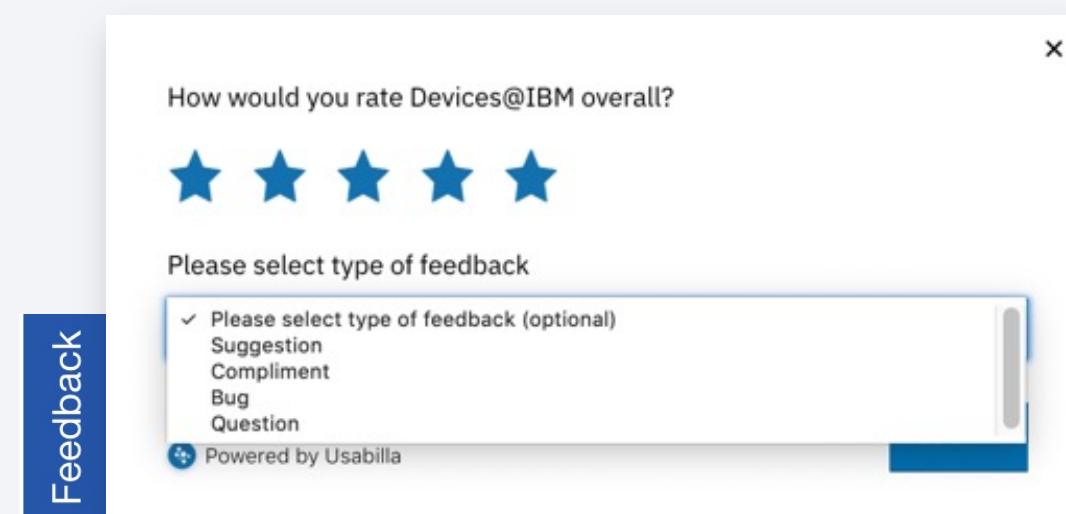 How would you rate Devices@IBM overall?
Please select type of feedback
Please select type of feedback (optional)
Suggestion
Compliment
Bug
Question
Powered by Usabilla
Feedback